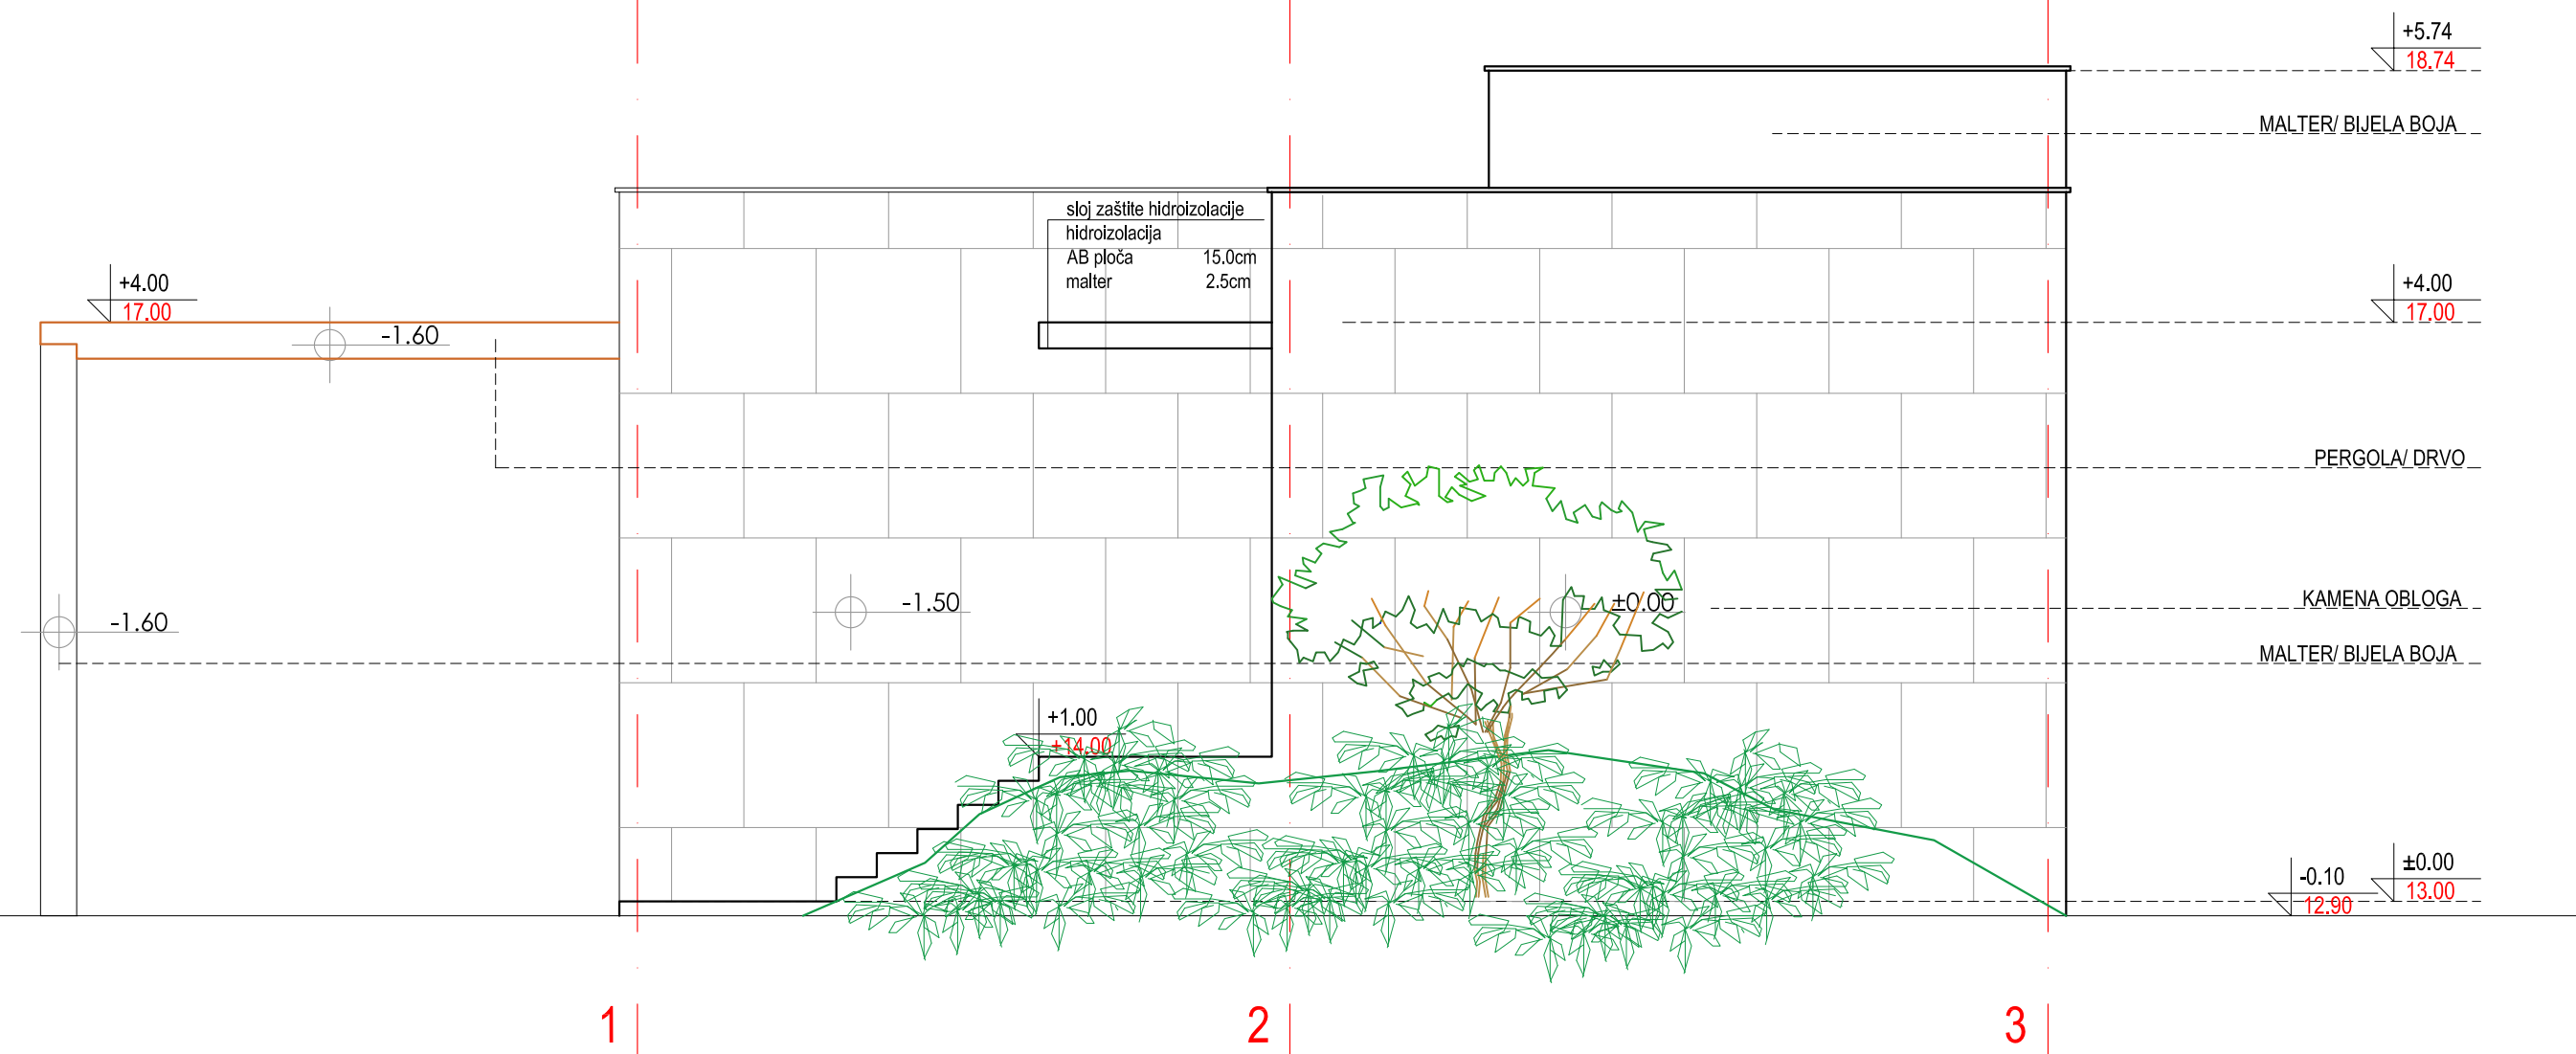 +5.74
18.74
MALTER/ BIJELA BOJA
sloj zaštite hidroizolacije
hidroizolacija
AB ploča 15.0cm
malter 2.5cm
+4.00
17.00
-1.60
+4.00
17.00
PERGOLA/ DRVO
-1.60
-1.50
±0.00
KAMENA OBLOGA
MALTER/ BIJELA BOJA
+1.00
+14.00
-0.10
12.90
±0.00
13.00
1
2
3